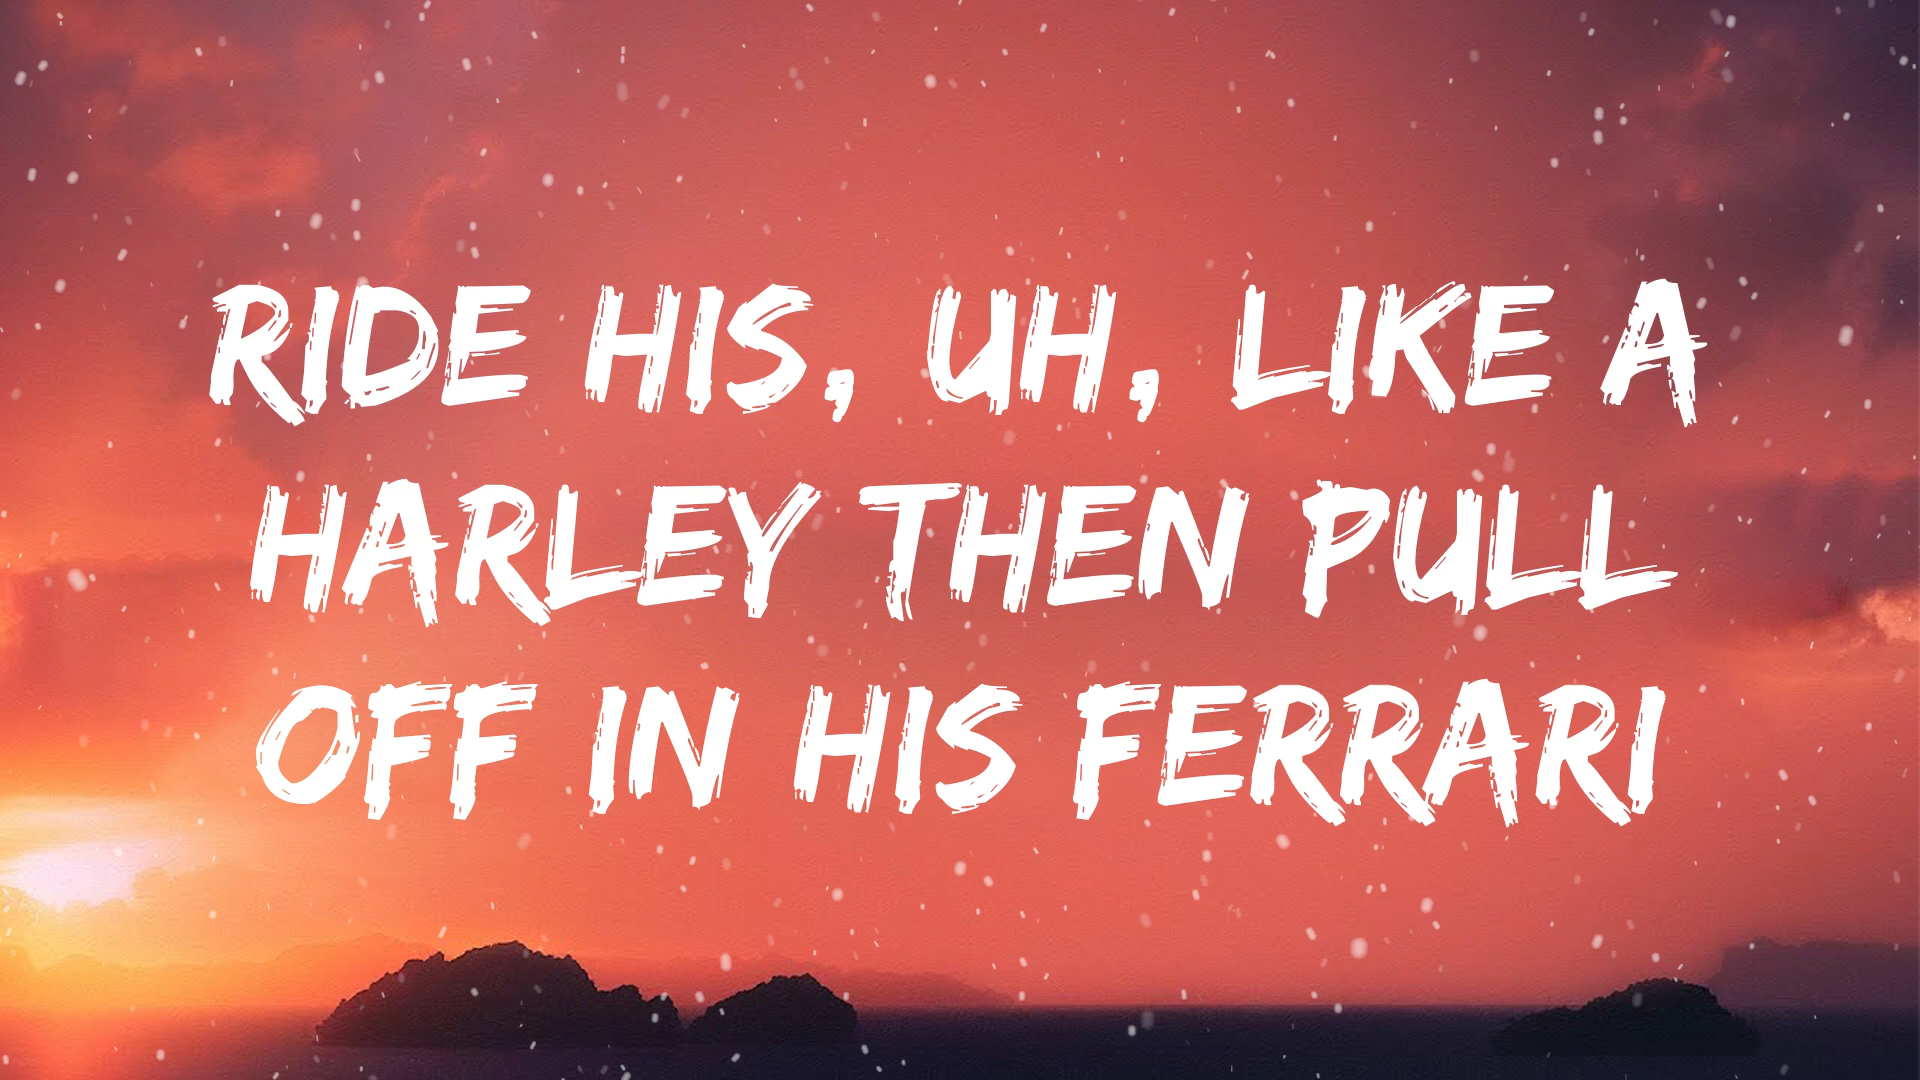 RIDE HIS, UH, LIKE A
HARLEY THEN PULL
OFF IN HIS FERRARI